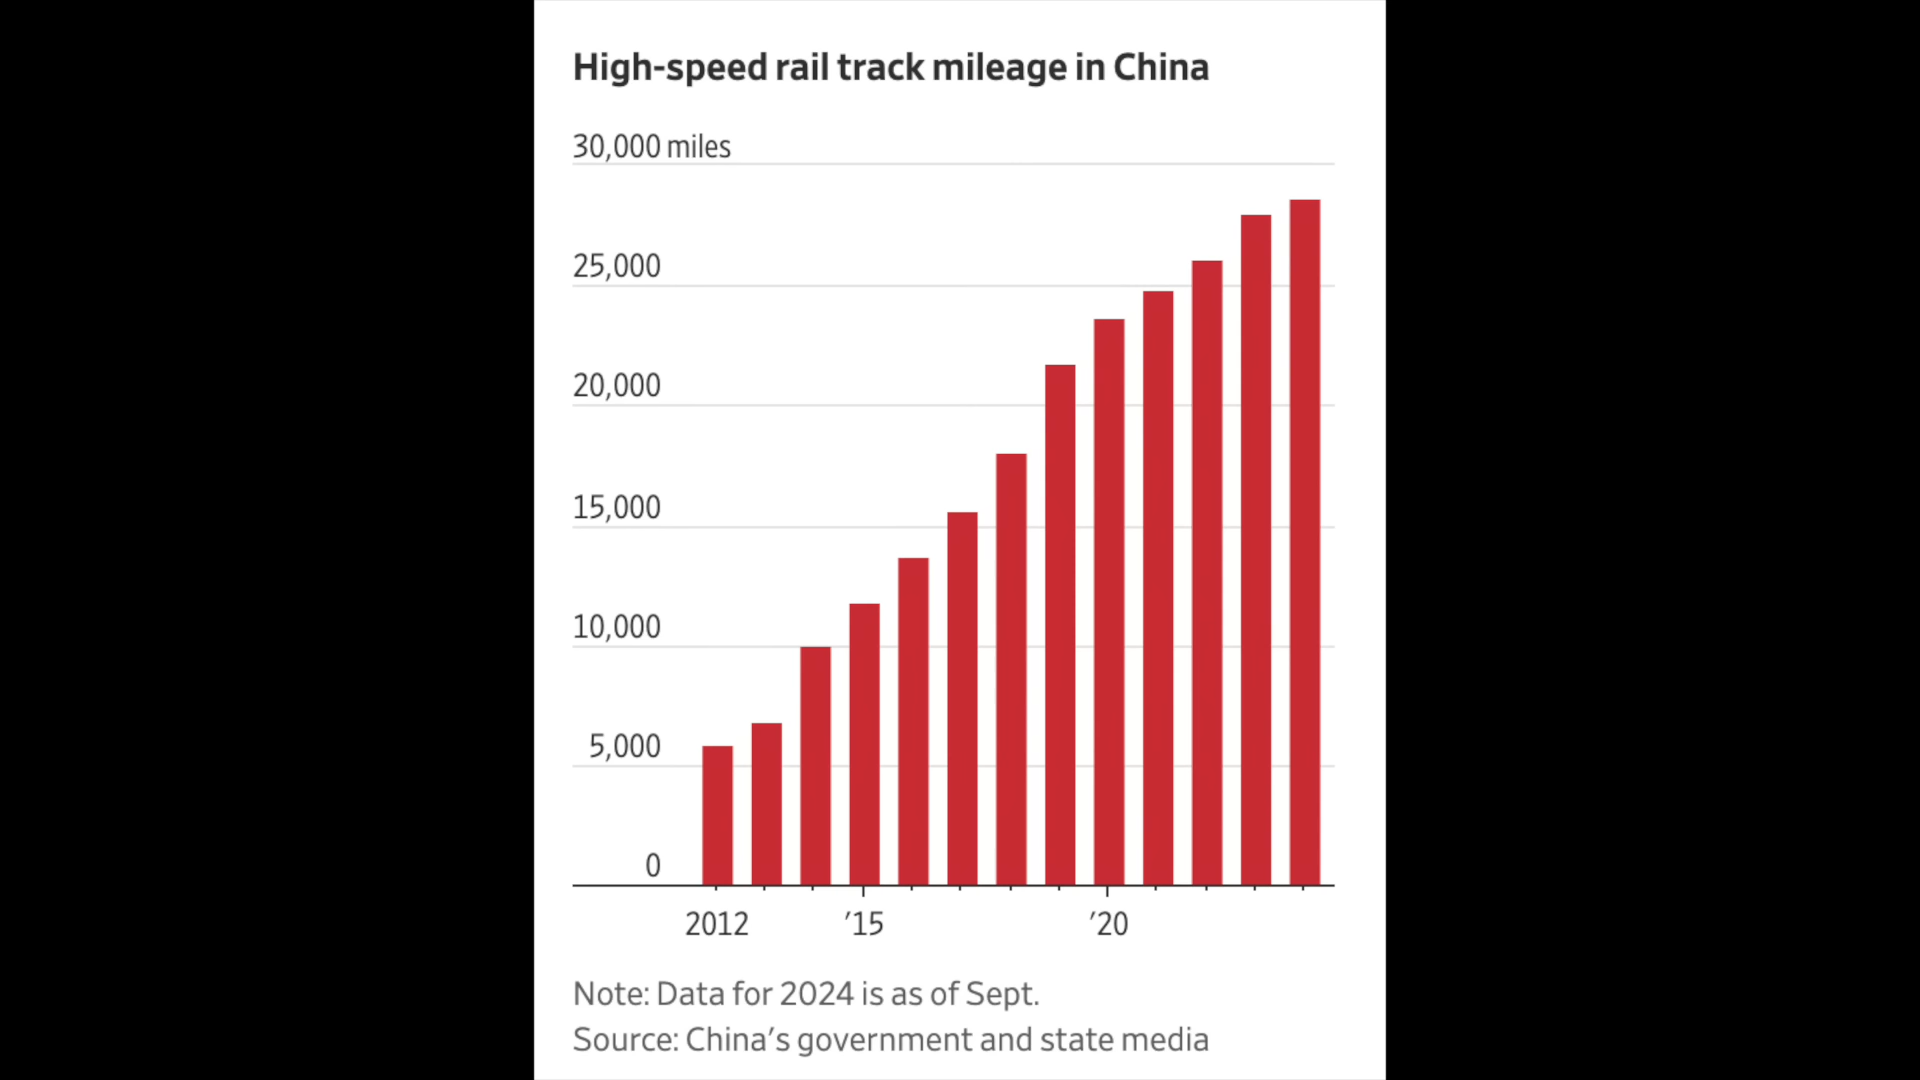 High-speed rail track mileage in China
30,000 miles
25,000
20,000
15,000
10,000
5,000
0
2012 ’15 ’20
Note: Data for 2024 is as of Sept.
Source: China’s government and state media